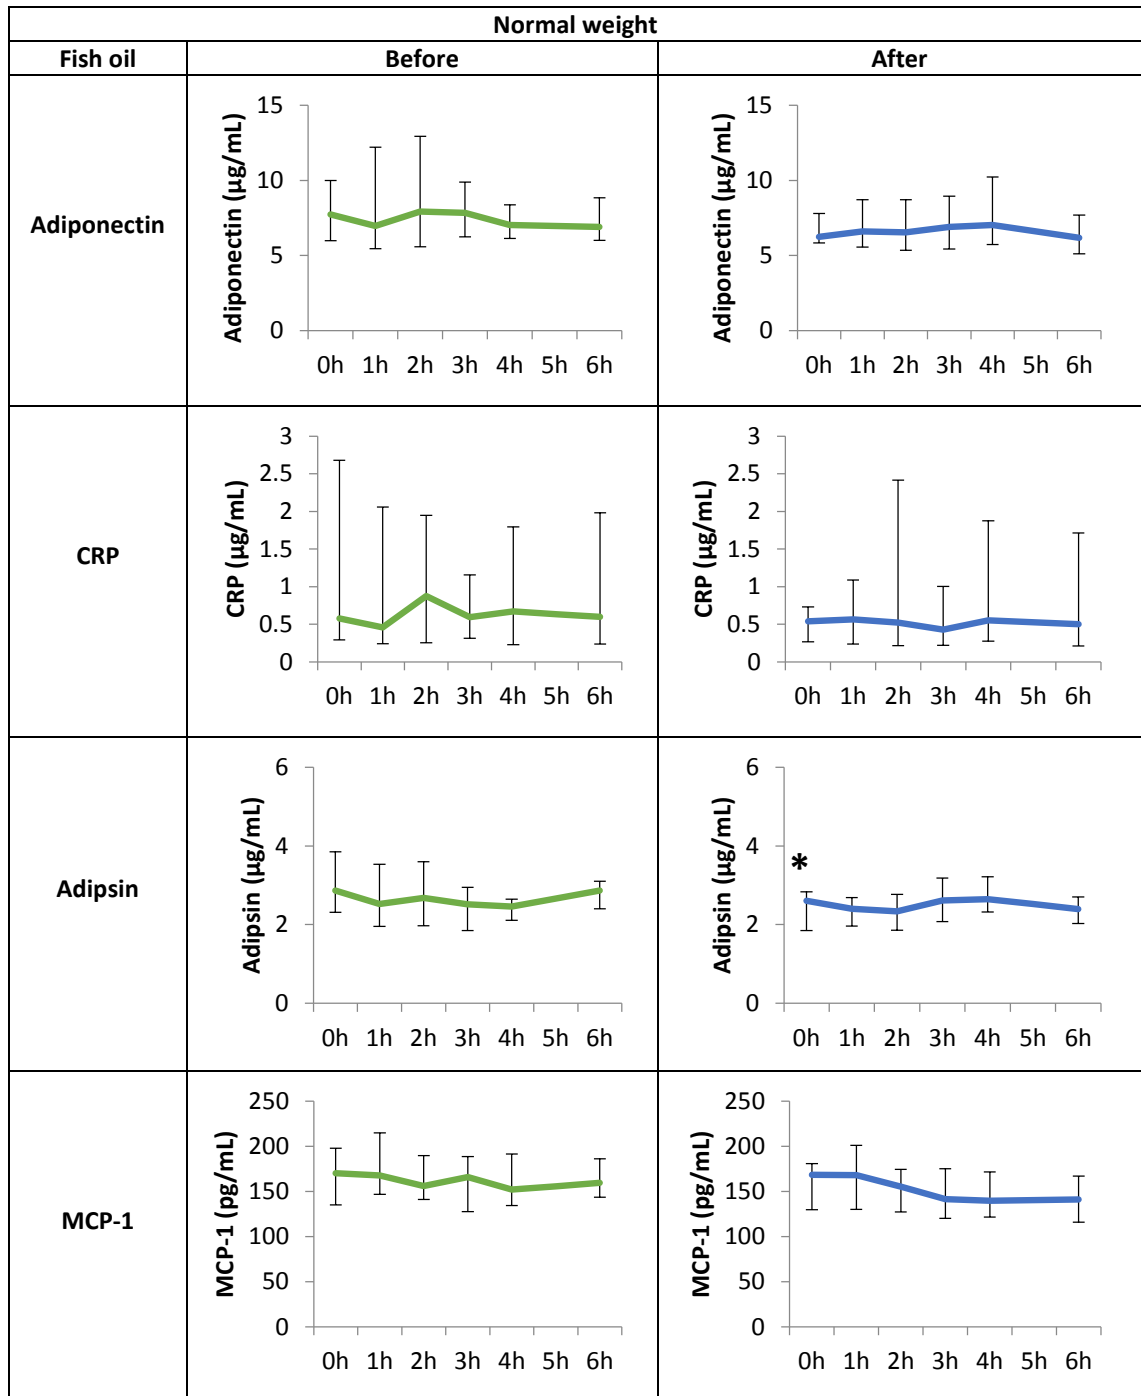 Normal weight
Fish oil Before After
Adiponectin
Adiponectin (µg/mL)
15
10
5
0
0h 1h 2h 3h 4h 5h 6h
Adiponectin (µg/mL)
15
10
5
0
0h 1h 2h 3h 4h 5h 6h
CRP
CRP (µg/mL)
3
2.5
2
1.5
1
0.5
0
0h 1h 2h 3h 4h 5h 6h
CRP (µg/mL)
3
2.5
2
1.5
1
0.5
0
0h 1h 2h 3h 4h 5h 6h
Adipsin
Adipsin (µg/mL)
6
4
2
0
0h 1h 2h 3h 4h 5h 6h
Adipsin (µg/mL)
6
4
*
2
0
0h 1h 2h 3h 4h 5h 6h
MCP-1
MCP-1 (pg/mL)
250
200
150
100
50
0
0h 1h 2h 3h 4h 5h 6h
MCP-1 (pg/mL)
250
200
150
100
50
0
0h 1h 2h 3h 4h 5h 6h